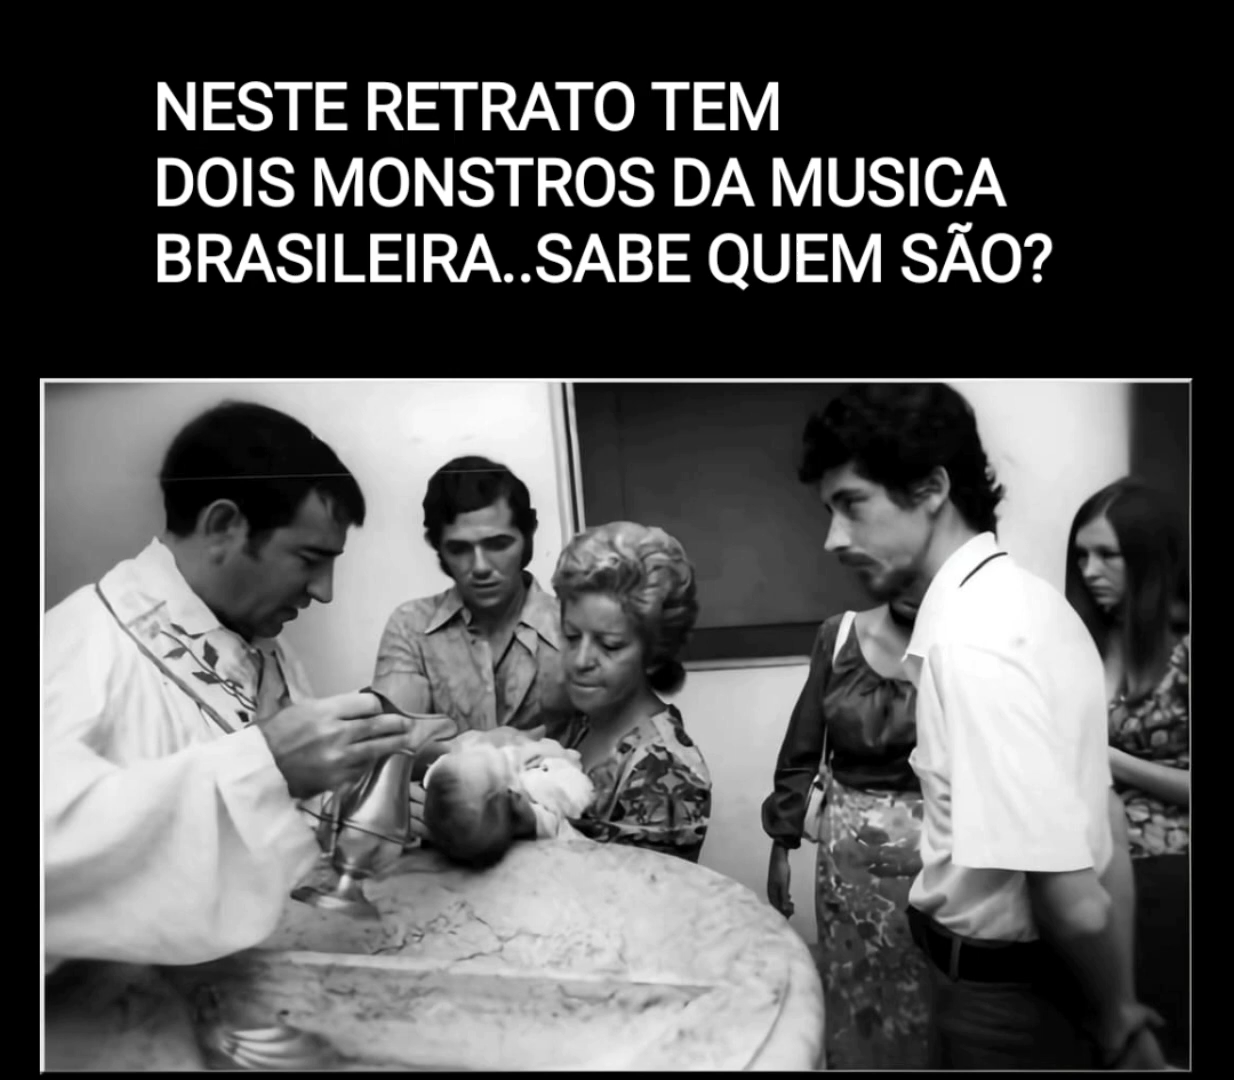 NESTE RETRATO TEM
DOIS MONSTROS DA MUSICA
BRASILEIRA..SABE QUEM SÃO?